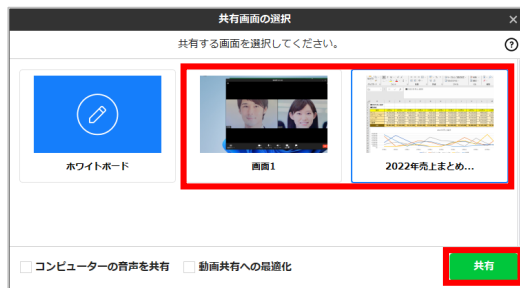 共有画面の選択
×
共有する画面を選択してください。
?
ホワイトボード
画面1
2022年売上まとめ...
コンピューターの音声を共有
動画共有への最適化
共有